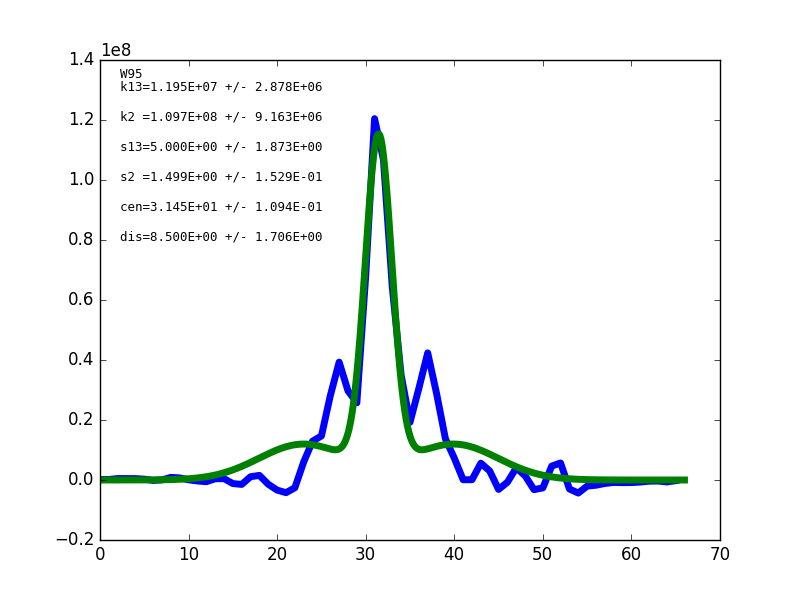 1e8
1.4
W95
k13=1.195E+07 +/- 2.878E+06
1.2
k2 =1.097E+08 +/- 9.163E+06
s13=5.000E+00 +/- 1.873E+00
1.0
s2 =1.499E+00 +/- 1.529E-01
cen=3.145E+01 +/- 1.094E-01
0.8
dis=8.500E+00 +/- 1.706E+00
0.6
0.4
0.2
0.0
−0.2
0 10 20 30 40 50 60 70